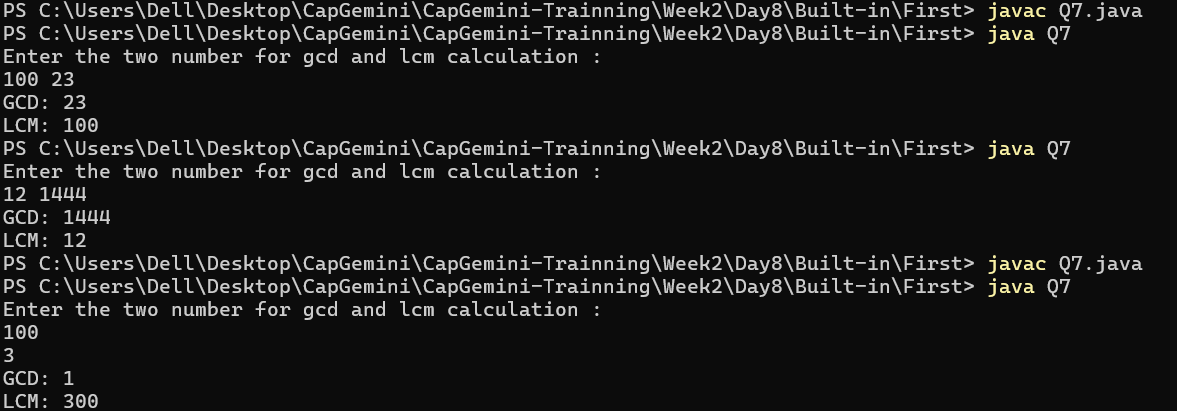 PS C:\Users\Dell\Desktop\CapGemini\CapGemini-Trainning\Week2\Day8\Built-in\First> javac Q7.java
PS C:\Users\Dell\Desktop\CapGemini\CapGemini-Trainning\Week2\Day8\Built-in\First> java Q7
Enter the two number for gcd and lcm calculation :
100 23
GCD: 23
LCM: 100
PS C:\Users\Dell\Desktop\CapGemini\CapGemini-Trainning\Week2\Day8\Built-in\First> java Q7
Enter the two number for gcd and lcm calculation :
12 1444
GCD: 1444
LCM: 12
PS C:\Users\Dell\Desktop\CapGemini\CapGemini-Trainning\Week2\Day8\Built-in\First> javac Q7.java
PS C:\Users\Dell\Desktop\CapGemini\CapGemini-Trainning\Week2\Day8\Built-in\First> java Q7
Enter the two number for gcd and lcm calculation :
100
3
GCD: 1
LCM: 300